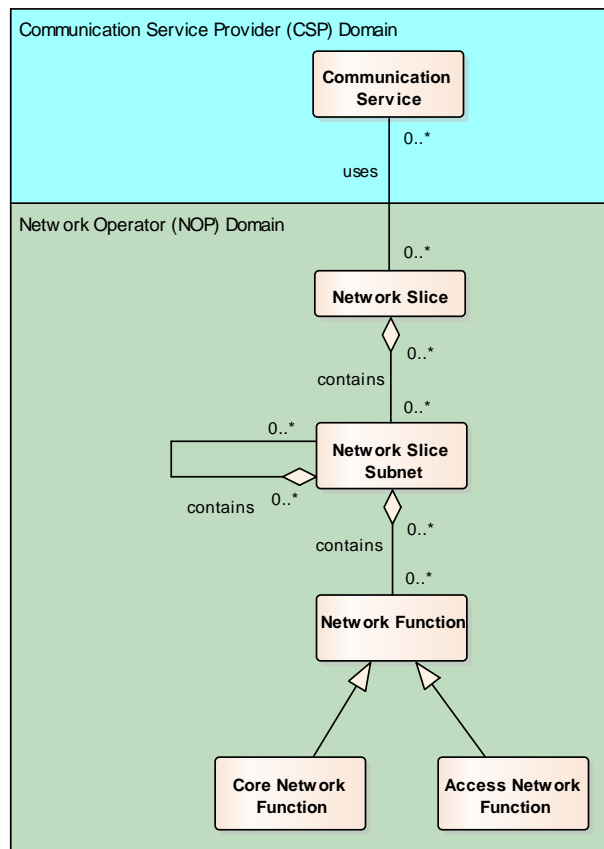 Communication Service Provider (CSP) Domain
Communication
Service
0..*
uses
Network Operator (NOP) Domain
0..*
Network Slice
0..*
contains
0..*
0..*
Network Slice
Subnet
0..*
contains
0..*
contains
0..*
Network Function
Core Network
Function
Access Network
Function